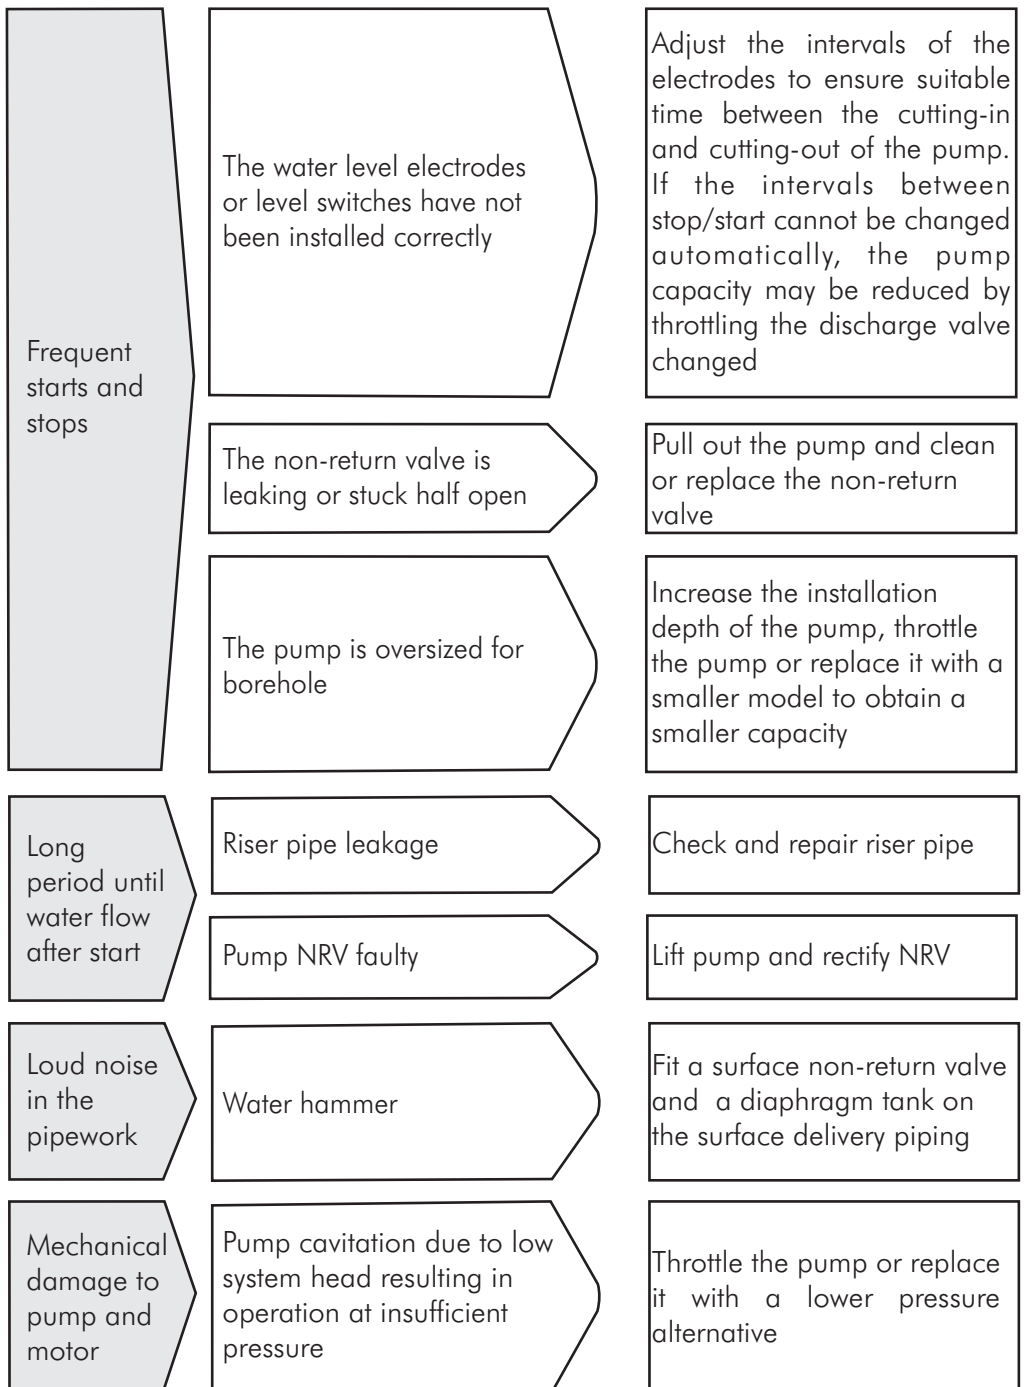 Frequent
starts and
stops
The water level electrodes
or level switches have not
been installed correctly
Adjust the intervals of the
electrodes to ensure suitable
time between the cutting-in
and cutting-out of the pump.
If the intervals between
stop/start cannot be changed
automatically, the pump
capacity may be reduced by
throttling the discharge valve
changed
The non-return valve is
leaking or stuck half open
Pull out the pump and clean
or replace the non-return
valve
The pump is oversized for
borehole
Increase the installation
depth of the pump, throttle
the pump or replace it with a
smaller model to obtain a
smaller capacity
Long
period until
water flow
after start
Riser pipe leakage
Check and repair riser pipe
Pump NRV faulty
Lift pump and rectify NRV
Loud noise
in the
pipework
Water hammer
Fit a surface non-return valve
and a diaphragm tank on
the surface delivery piping
Mechanical
damage to
pump and
motor
Pump cavitation due to low
system head resulting in
operation at insufficient
pressure
Throttle the pump or replace
it with a lower pressure
alternative